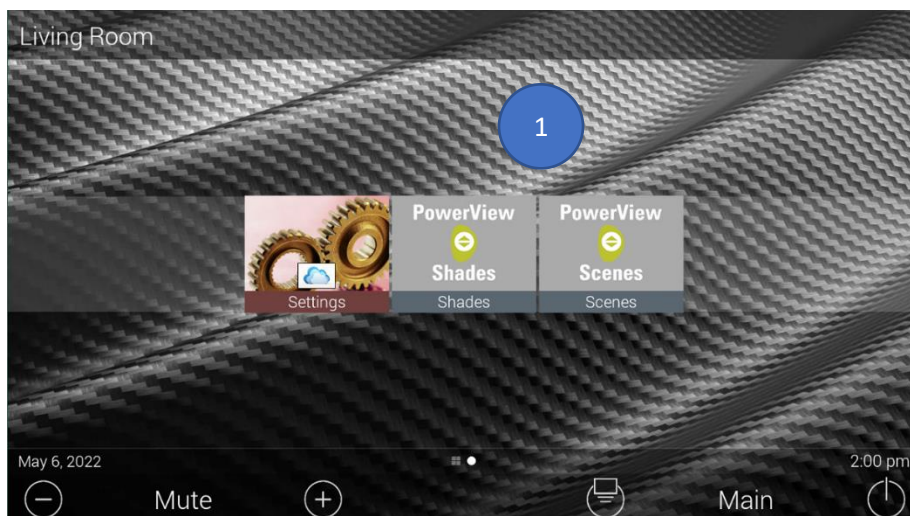 Living Room
1
PowerView PowerView
Shades Scenes
Settings Shades Scenes
May 6, 2022 2:00 pm
Mute Main